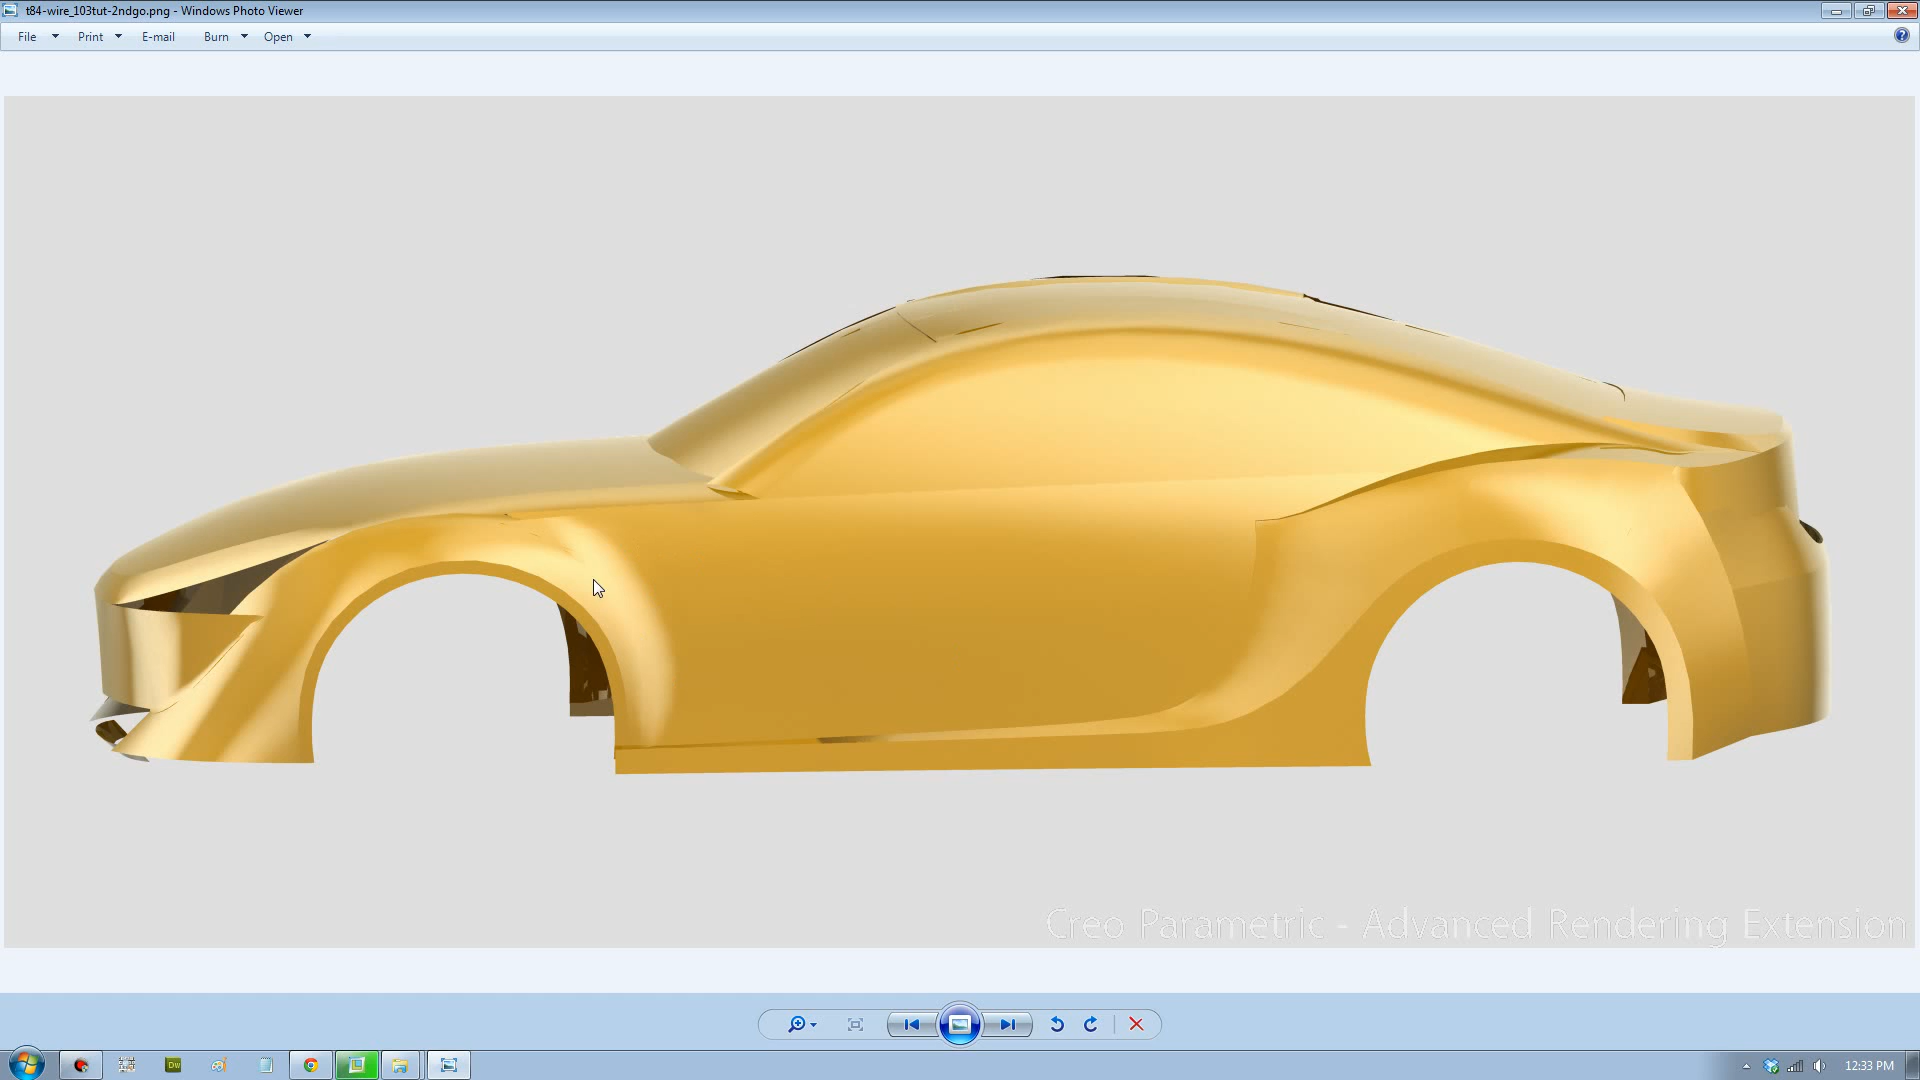 t84-wire_103tut-2ndgo.png - Windows Photo Viewer
File Print E-mail Burn Open
Creo Parametric - Advanced Rendering Extension
Dw
12:33 PM